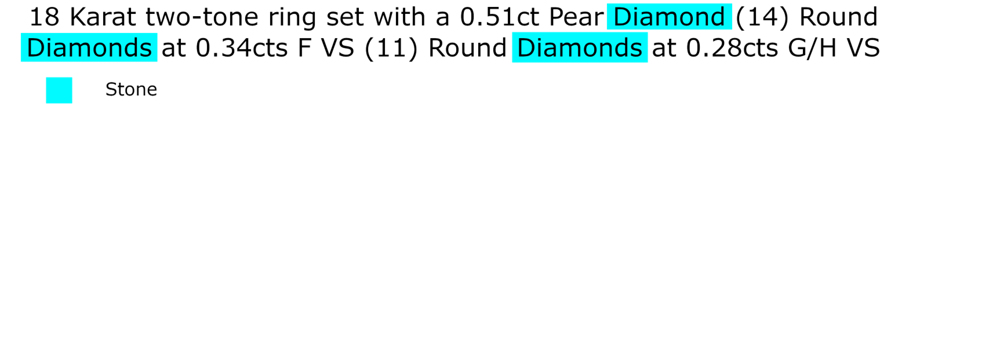 18 Karat two-tone ring set with a 0.51ct Pear Diamond (14) Round
Diamonds at 0.34cts F VS (11) Round Diamonds at 0.28cts G/H VS
Stone